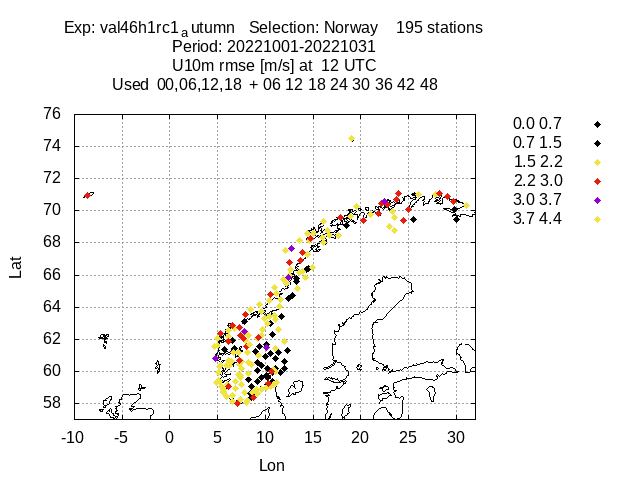 Exp: val46h1rc1autumn Selection: Norway 195 stations
Period: 20221001-20221031
U10m rmse [m/s] at 12 UTC
Used 00,06,12,18 + 06 12 18 24 30 36 42 48
76
74
72
70
68
66
64
62
60
58
Lat
-10 -5 0 5 10 15 20 25 30
Lon
0.0 0.7
0.7 1.5
1.5 2.2
2.2 3.0
3.0 3.7
3.7 4.4